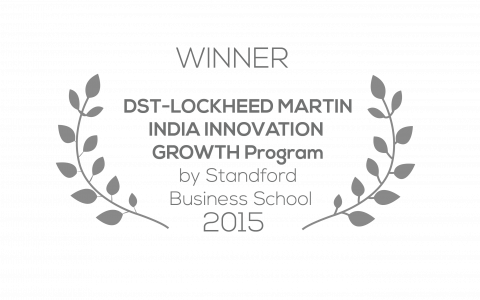 WINNER
DST-LOCKHEED MARTIN
INDIA INNOVATION
GROWTH Program
by Standford
Business School
2015